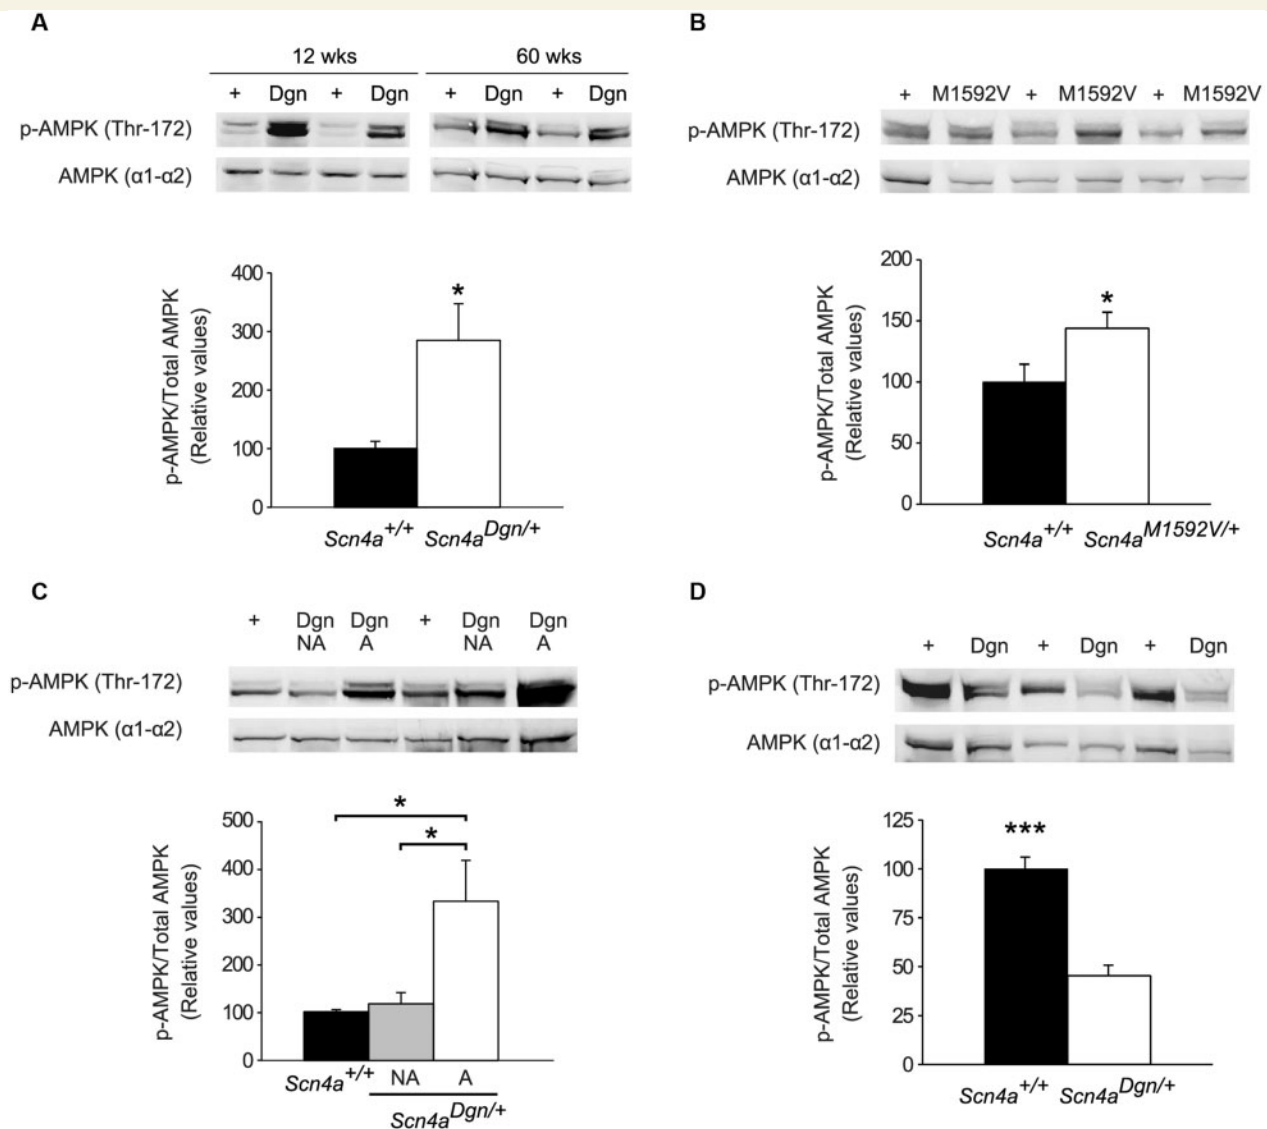 A
12 wks 60 wks
+ Dgn + Dgn + Dgn + Dgn
p-AMPK (Thr-172)
AMPK (α1-α2)
400
300
200
100
0
p-AMPK/Total AMPK
(Relative values)
*
Scn4a+/+ Scn4aDgn/+
B
+ M1592V + M1592V + M1592V
p-AMPK (Thr-172)
AMPK (α1-α2)
200
150
100
50
0
p-AMPK/Total AMPK
(Relative values)
*
Scn4a+/+ Scn4aM1592V/+
C
+ Dgn Dgn + Dgn Dgn
NA A NA A
p-AMPK (Thr-172)
AMPK (α1-α2)
500
400
300
200
100
0
p-AMPK/Total AMPK
(Relative values)
*
*
Scn4a+/+ NA A
Scn4aDgn/+
D
+ Dgn + Dgn + Dgn
p-AMPK (Thr-172)
AMPK (α1-α2)
125
100
75
50
25
0
p-AMPK/Total AMPK
(Relative values)
***
Scn4a+/+ Scn4aDgn/+